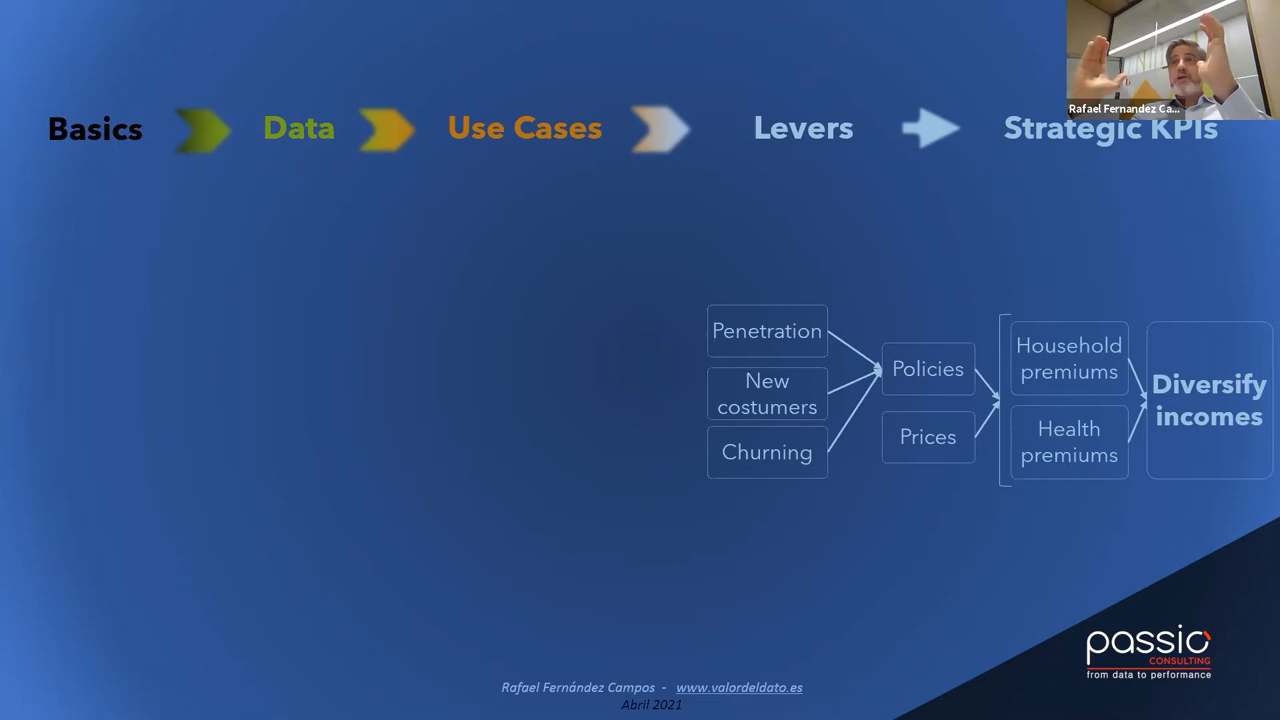 Rafael Fernandez Ca...
Basics
Data
Use Cases
Levers
Strategic KPIs
Penetration
New
costumers
Churning
Policies
Prices
Household
premiums
Health
premiums
Diversify
incomes
passic
CONSULTING
from data to performance
Rafael Fernández Campos - www.valordeldato.es
Abril 2021